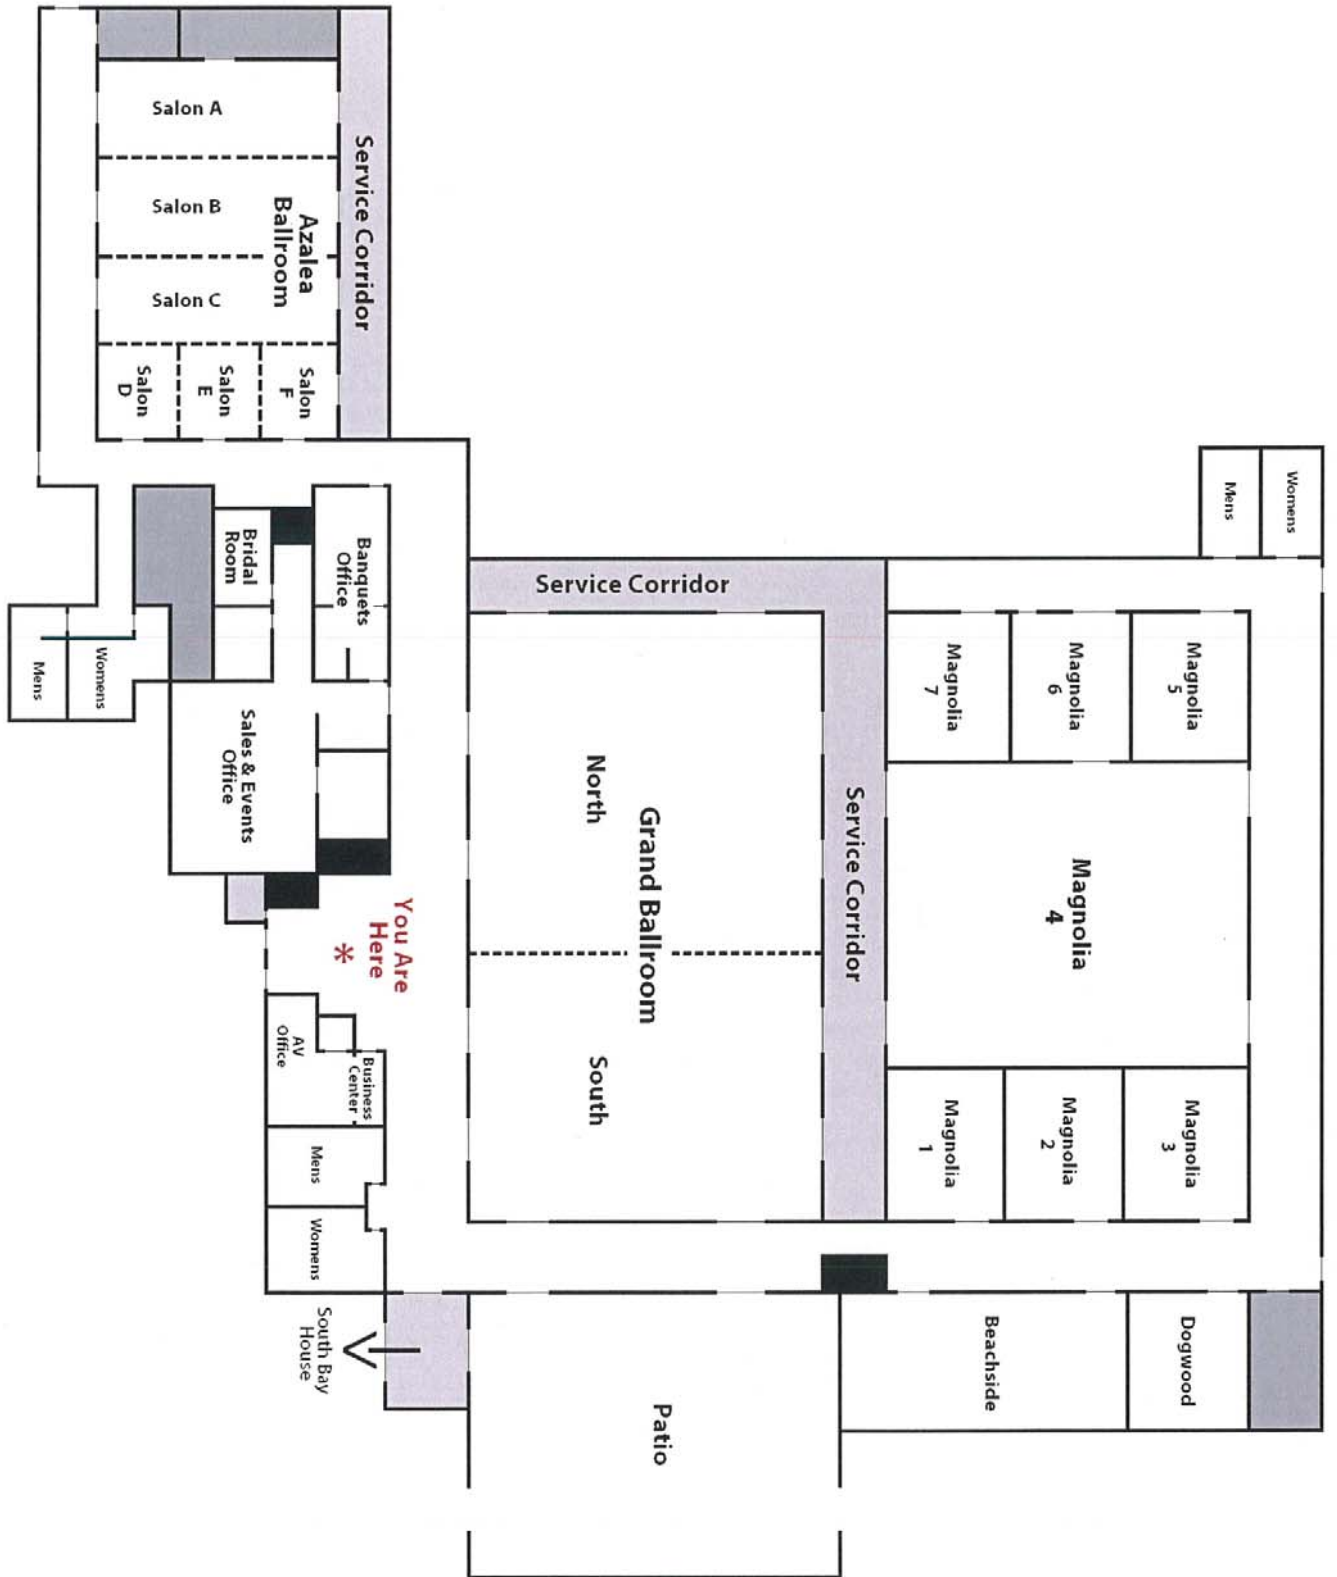 Salon A
Salon B
Salon C
Azalea
Ballroom
Salon
D
Salon
E
Salon
F
Service Corridor
Banquets
Office
Bridal
Room
Mens
Womens
Sales & Events
Office
You Are
Here
*
AV
Office
Business
Center
Mens
Womens
South Bay
House
Service Corridor
North
Grand Ballroom
South
Service Corridor
Mens
Womens
Magnolia
7
Magnolia
6
Magnolia
5
Magnolia
4
Magnolia
1
Magnolia
2
Magnolia
3
Beachside
Dogwood
Patio